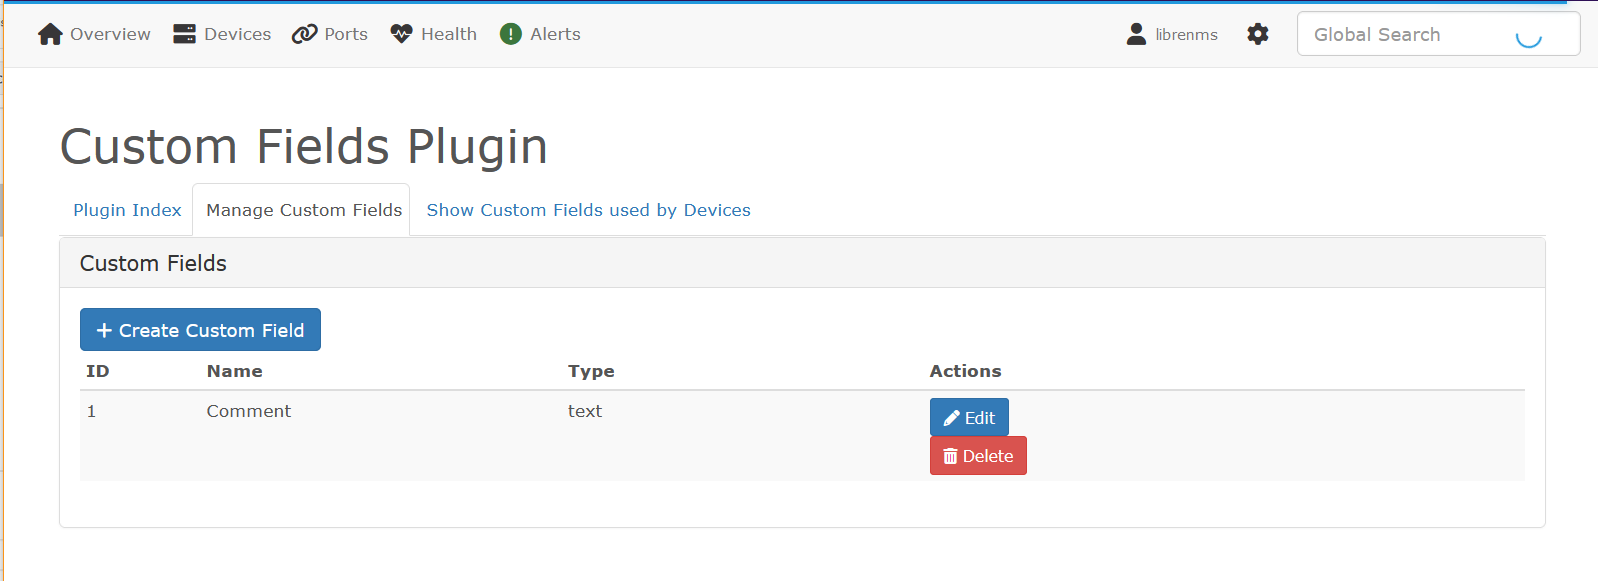 Overview Devices Ports Health Alerts librenms Global Search
Custom Fields Plugin
Plugin Index Manage Custom Fields Show Custom Fields used by Devices
Custom Fields
Create Custom Field
ID Name Type Actions
1 Comment text Edit
Delete